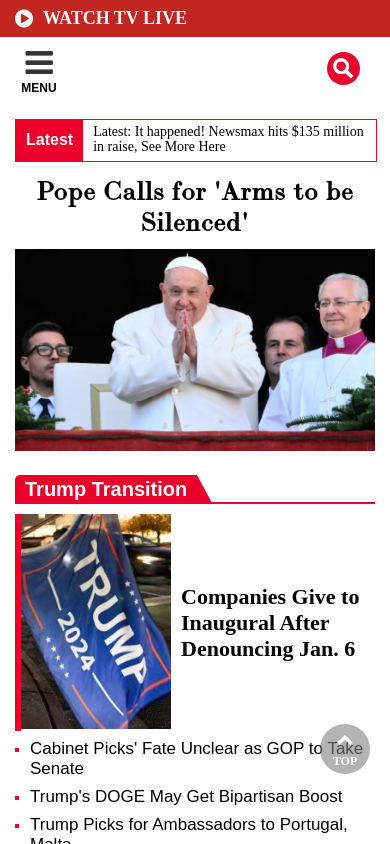 WATCH TV LIVE
MENU
Latest
Latest: It happened! Newsmax hits $135 million
in raise, See More Here
Pope Calls for 'Arms to be
Silenced'
Trump Transition
TRUMP
2024
Companies Give to
Inaugural After
Denouncing Jan. 6
Cabinet Picks' Fate Unclear as GOP to Take
Senate
TOP
Trump's DOGE May Get Bipartisan Boost
Trump Picks for Ambassadors to Portugal,
Malta